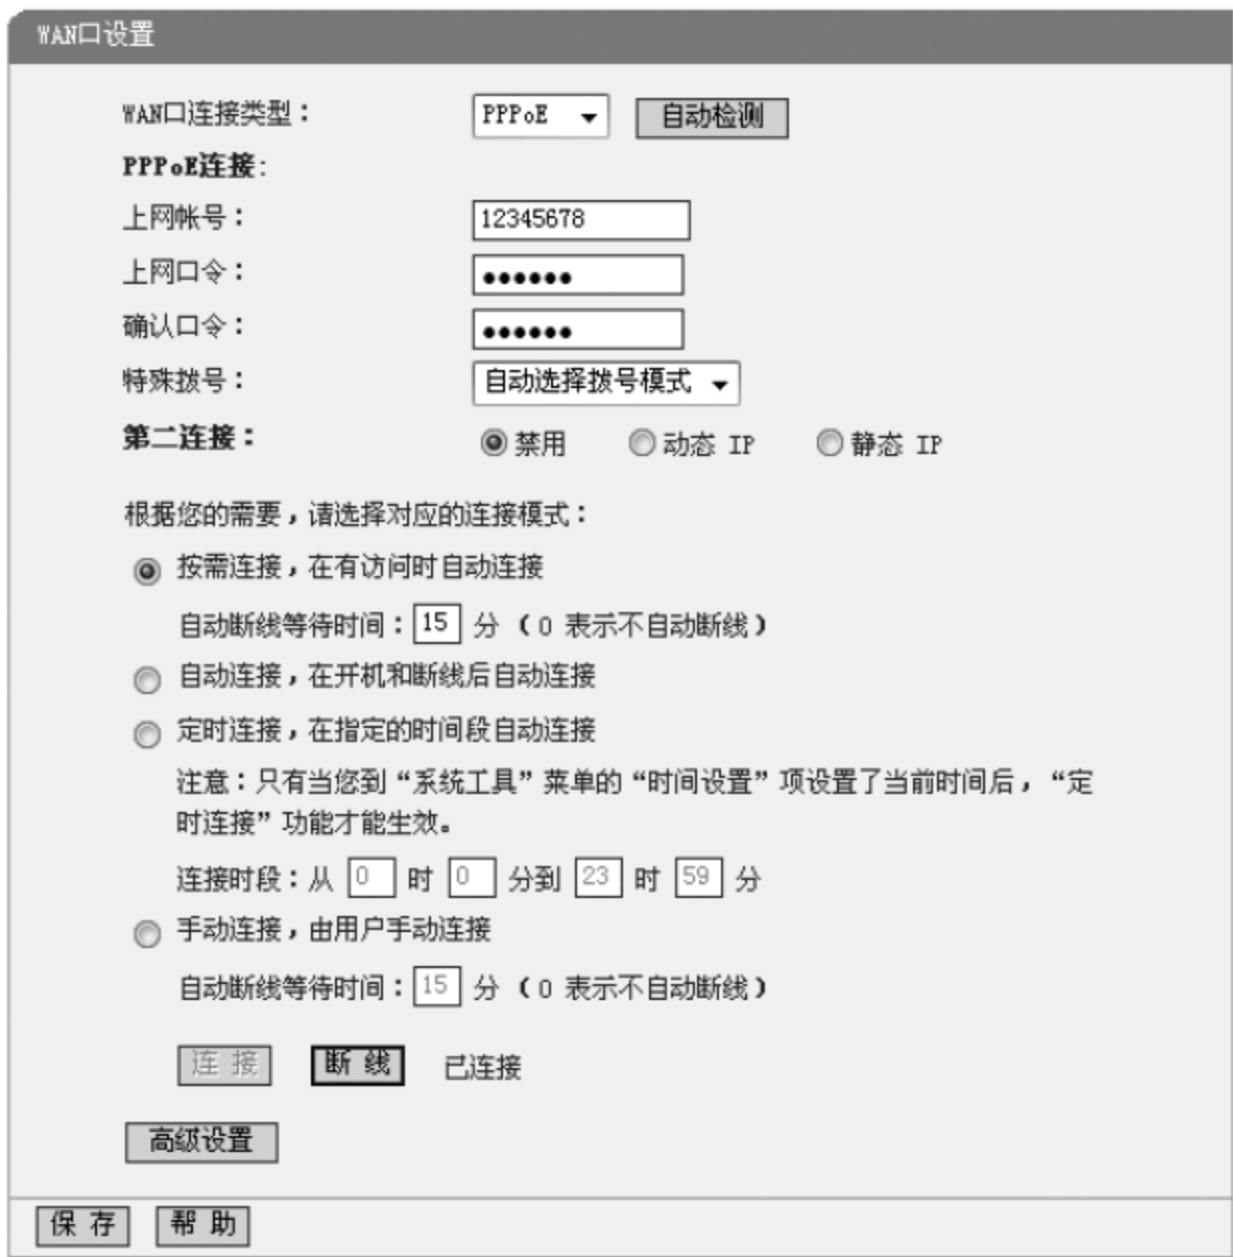 WAN口设置
WAN口连接类型： PPPoE 自动检测
PPPoE连接:
上网帐号： 12345678
上网口令： ●●●●●●
确认口令： ●●●●●●
特殊拨号： 自动选择拨号模式
第二连接： 禁用 动态 IP 静态 IP
根据您的需要，请选择对应的连接模式：
按需连接，在有访问时自动连接
自动断线等待时间： 15 分（0 表示不自动断线）
自动连接，在开机和断线后自动连接
定时连接，在指定的时间段自动连接
注意：只有当您到“系统工具”菜单的“时间设置”项设置了当前时间后，“定
时连接”功能才能生效。
连接时段：从 0 时 0 分到 23 时 59 分
手动连接，由用户手动连接
自动断线等待时间： 15 分（0 表示不自动断线）
连 接 断 线 已连接
高级设置
保 存 帮 助